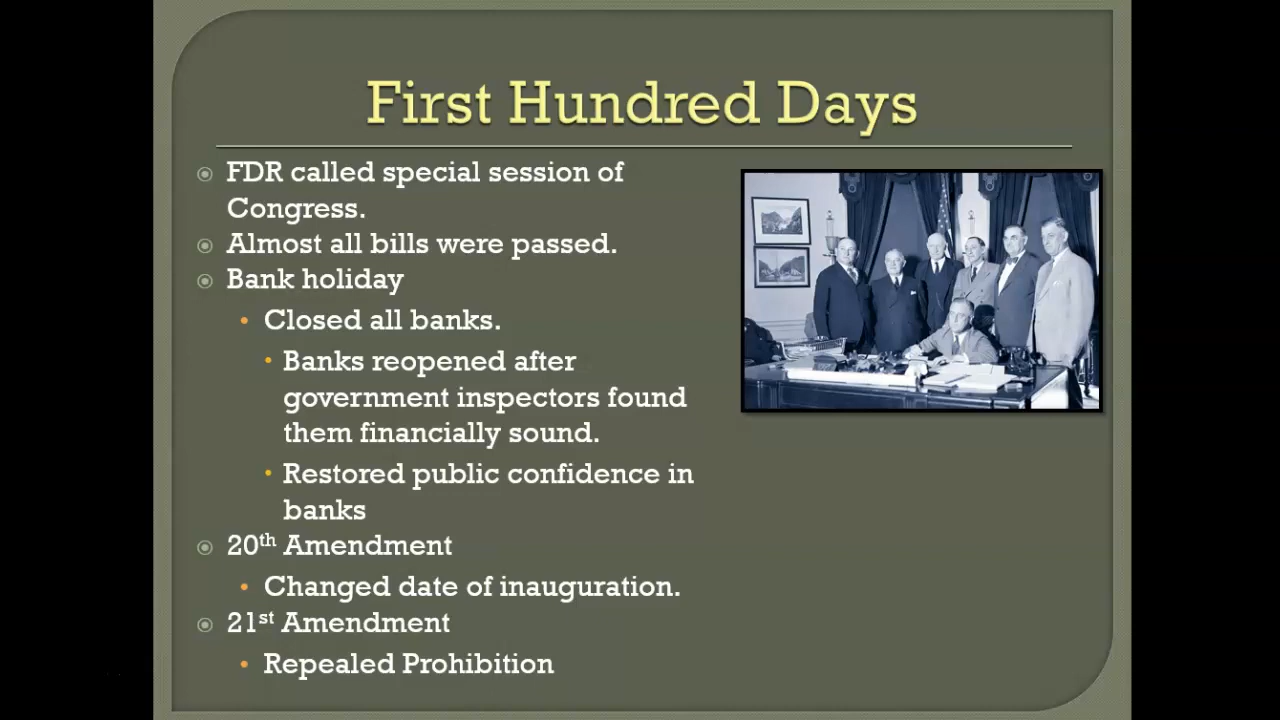 First Hundred Days
FDR called special session of
Congress.
Almost all bills were passed.
Bank holiday
Closed all banks.
Banks reopened after
government inspectors found
them financially sound.
Restored public confidence in
banks
20th Amendment
Changed date of inauguration.
21st Amendment
Repealed Prohibition